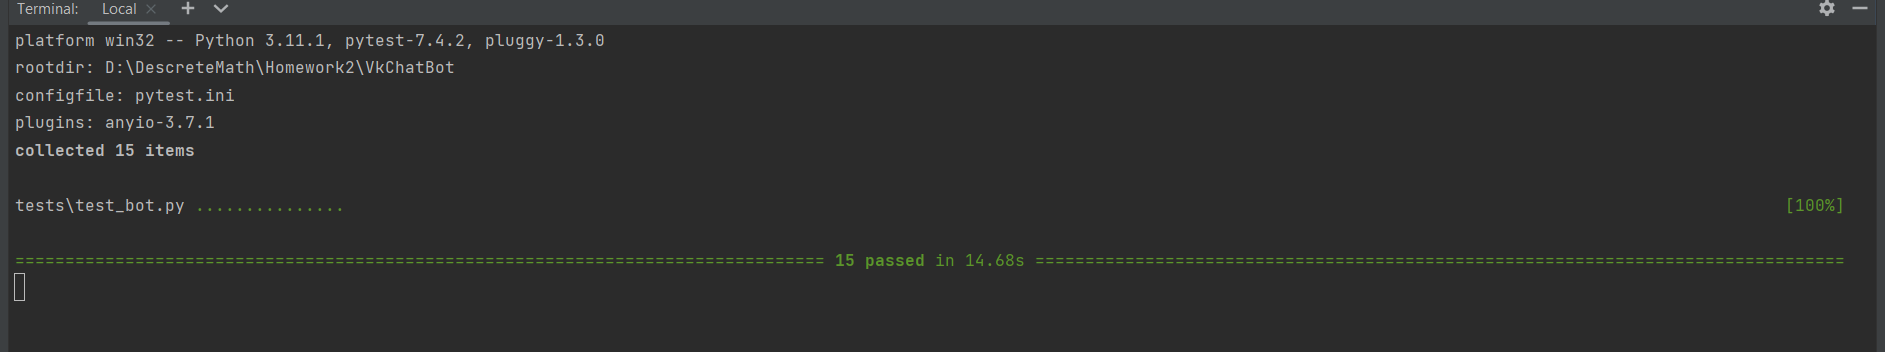 Terminal: Local × + ⌄
platform win32 -- Python 3.11.1, pytest-7.4.2, pluggy-1.3.0
rootdir: D:\DescreteMath\Homework2\VkChatBot
configfile: pytest.ini
plugins: anyio-3.7.1
collected 15 items
tests\test_bot.py ............... [100%]
================================================================================= 15 passed in 14.68s =================================================================================